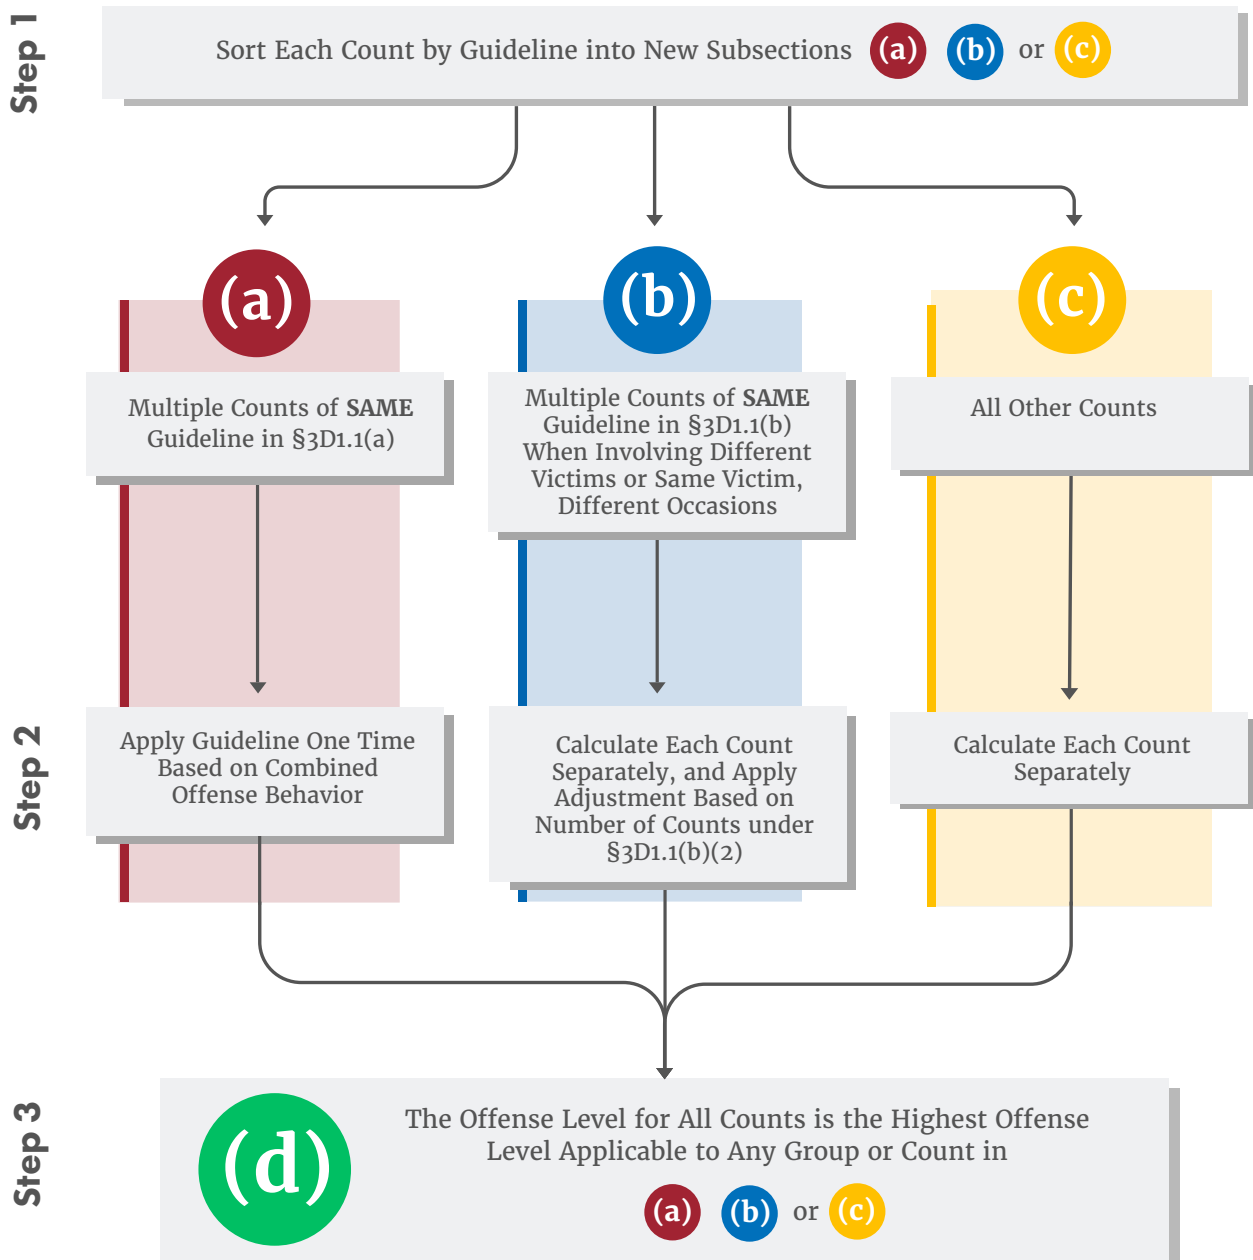 Step 1
Sort Each Count by Guideline into New Subsections (a) (b) or (c)
(a)
Multiple Counts of SAME
Guideline in §3D1.1(a)
(b)
Multiple Counts of SAME
Guideline in §3D1.1(b)
When Involving Different
Victims or Same Victim,
Different Occasions
(c)
All Other Counts
Step 2
Apply Guideline One Time
Based on Combined
Offense Behavior
Calculate Each Count
Separately, and Apply
Adjustment Based on
Number of Counts under
§3D1.1(b)(2)
Calculate Each Count
Separately
Step 3
(d)
The Offense Level for All Counts is the Highest Offense
Level Applicable to Any Group or Count in
(a) (b) or (c)